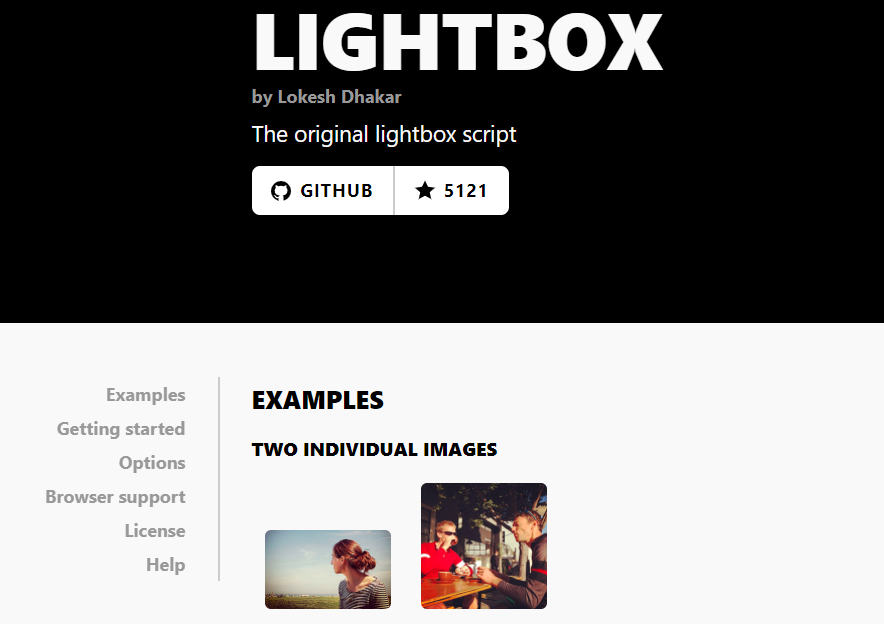 LIGHTBOX
by Lokesh Dhakar
The original lightbox script
GITHUB
5121
Examples
Getting started
Options
Browser support
License
Help
EXAMPLES
TWO INDIVIDUAL IMAGES